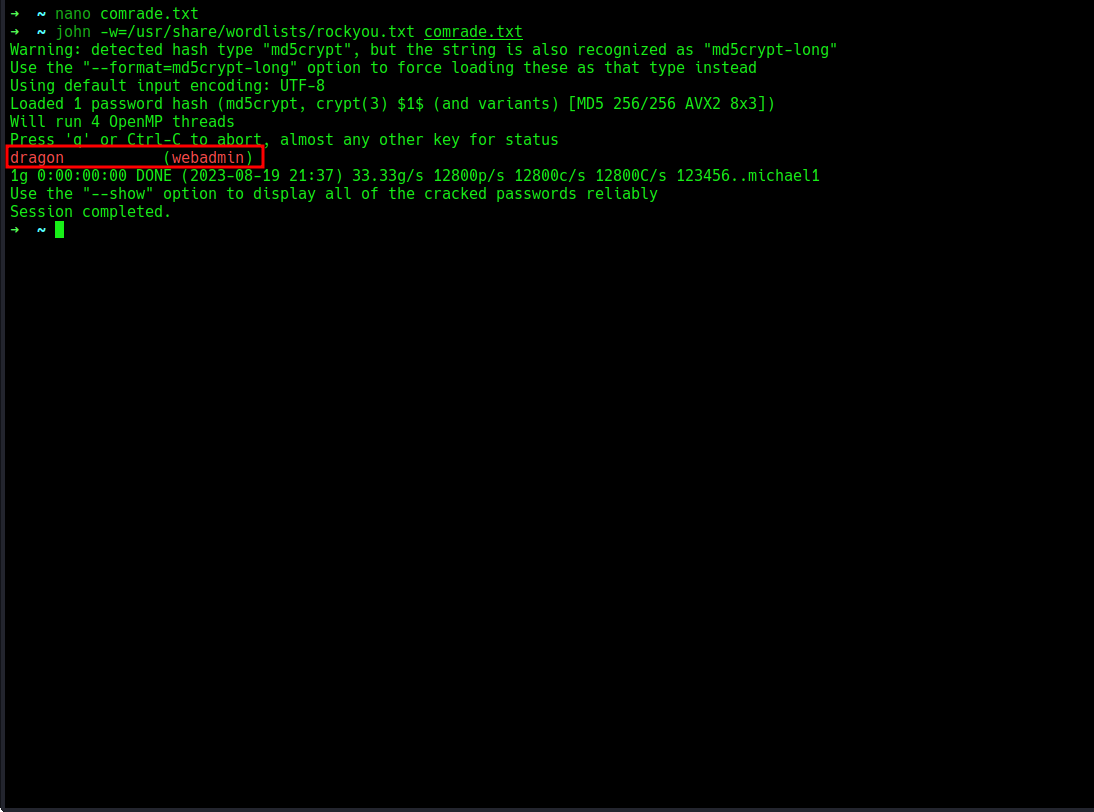 → ~ nano comrade.txt
→ ~ john -w=/usr/share/wordlists/rockyou.txt comrade.txt
Warning: detected hash type "md5crypt", but the string is also recognized as "md5crypt-long"
Use the "--format=md5crypt-long" option to force loading these as that type instead
Using default input encoding: UTF-8
Loaded 1 password hash (md5crypt, crypt(3) $1$ (and variants) [MD5 256/256 AVX2 8x3])
Will run 4 OpenMP threads
Press 'q' or Ctrl-C to abort, almost any other key for status
dragon           (webadmin)
1g 0:00:00:00 DONE (2023-08-19 21:37) 33.33g/s 12800p/s 12800c/s 12800C/s 123456..michael1
Use the "--show" option to display all of the cracked passwords reliably
Session completed.
→ ~